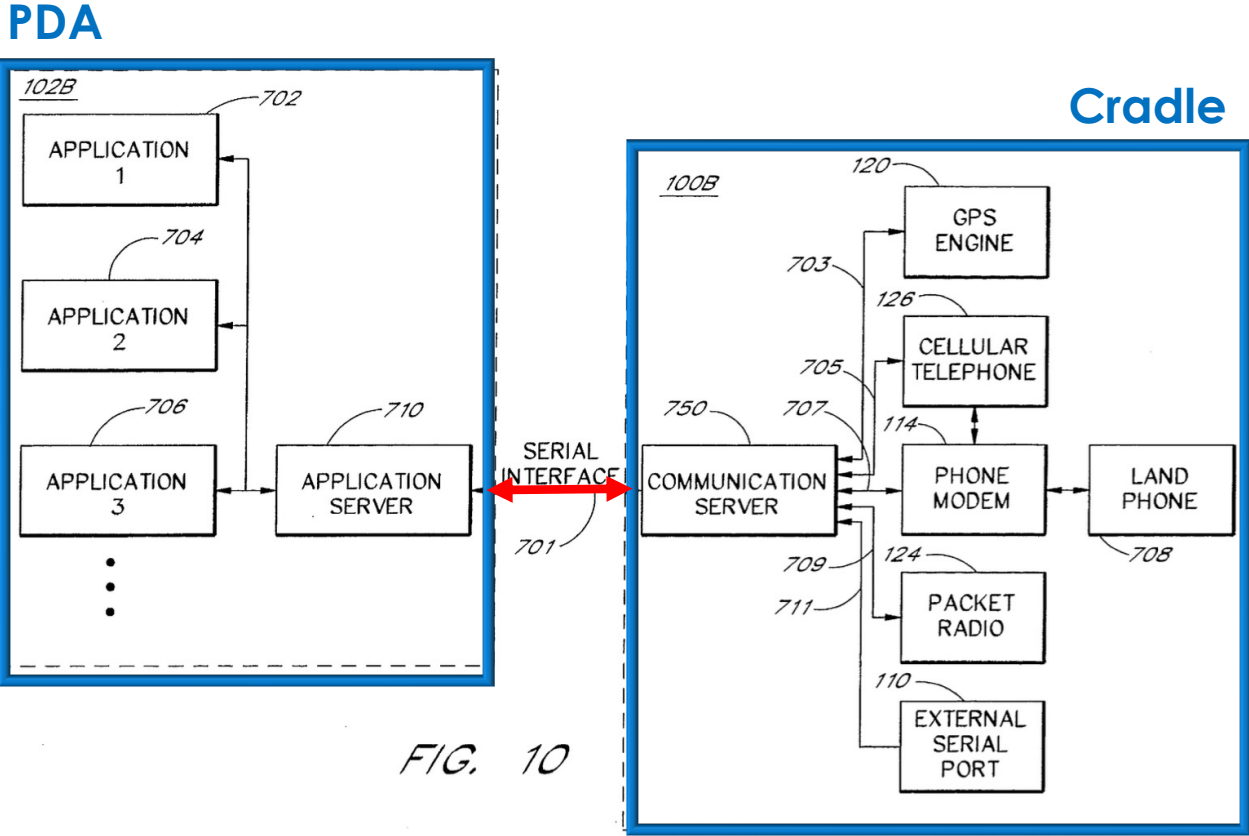 PDA
Cradle
102B
702
APPLICATION
1
704
APPLICATION
2
706
APPLICATION
3
710
APPLICATION
SERVER
SERIAL
INTERFACE
701
100B
120
GPS
ENGINE
703
126
CELLULAR
TELEPHONE
705
750
707
114
COMMUNICATION
SERVER
PHONE
MODEM
LAND
PHONE
708
709
124
711
PACKET
RADIO
110
EXTERNAL
SERIAL
PORT
FIG. 10